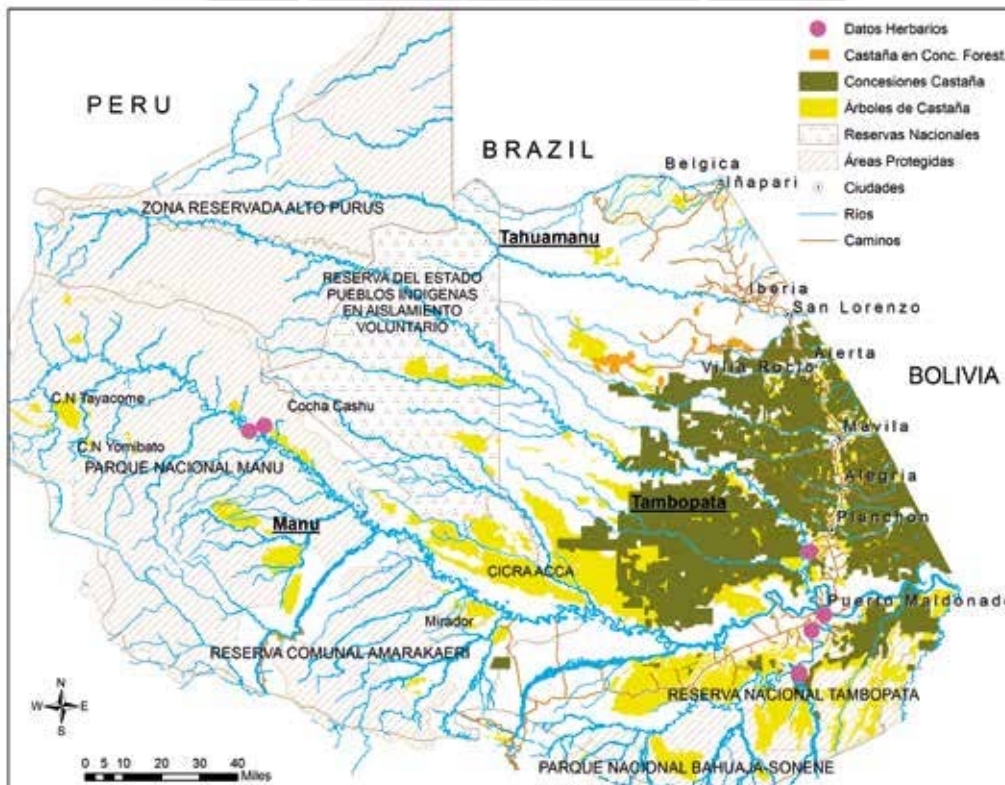 PERU
BRAZIL
BOLIVIA
Datos Herbarios
Castaña en Conc. Forest.
Concesiones Castaña
Árboles de Castaña
Reservas Nacionales
Áreas Protegidas
Ciudades
Ríos
Caminos
Belgica
Iñapari
ZONA RESERVADA ALTO PURUS
Tahuamanu
RESERVA DEL ESTADO
PUEBLOS INDIGENAS
EN AISLAMIENTO
VOLUNTARIO
Iberia
San Lorenzo
Alerta
Villa Rocío
C.N Tayacome
Cocha Cashu
Mavila
C.N Yomibato
PARQUE NACIONAL MANU
Alegria
Tambopata
Manu
Planchon
CICRA ACCA
Puerto Maldonado
Mirador
RESERVA COMUNAL AMARAKAERI
RESERVA NACIONAL TAMBOPATA
PARQUE NACIONAL BAHUAJA-SONENE
N
W E
S
0 5 10 20 30 40
Miles